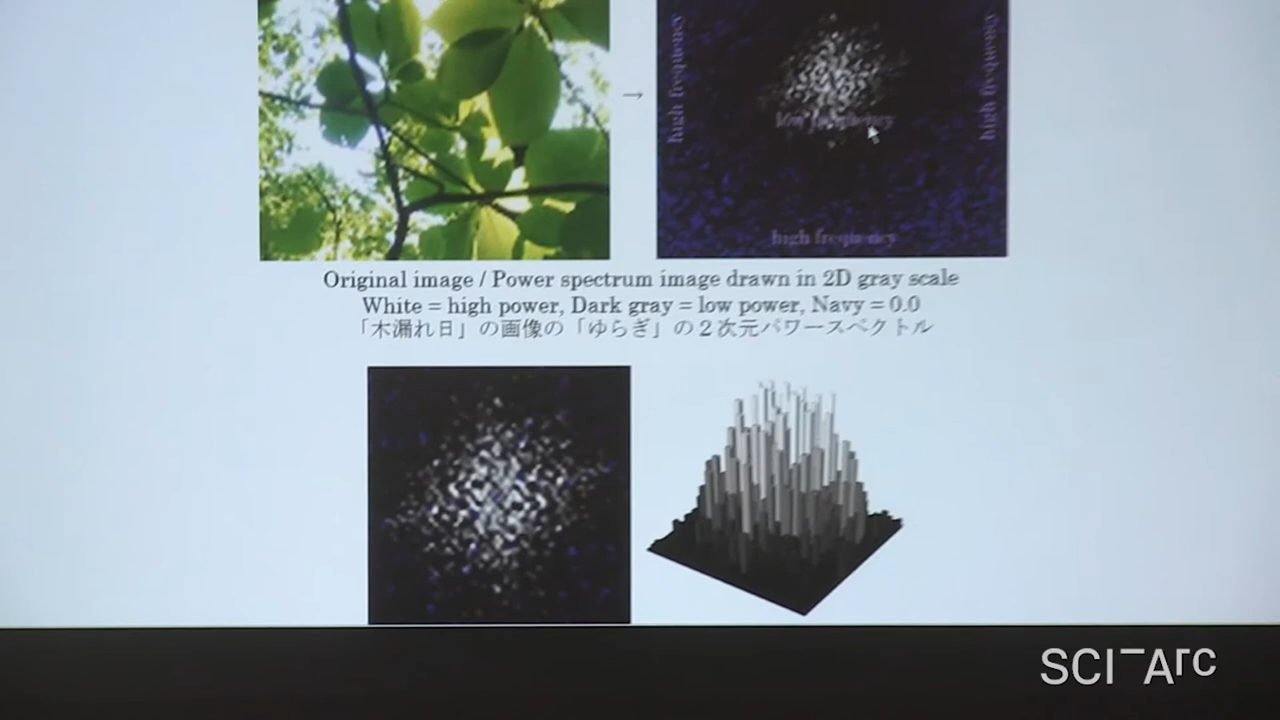 high frequency
high frequency
low frequency
high frequency
→
Original image / Power spectrum image drawn in 2D gray scale
White = high power, Dark gray = low power, Navy = 0.0
「木漏れ日」の画像の「ゆらぎ」の２次元パワースペクトル
SCI-Arc